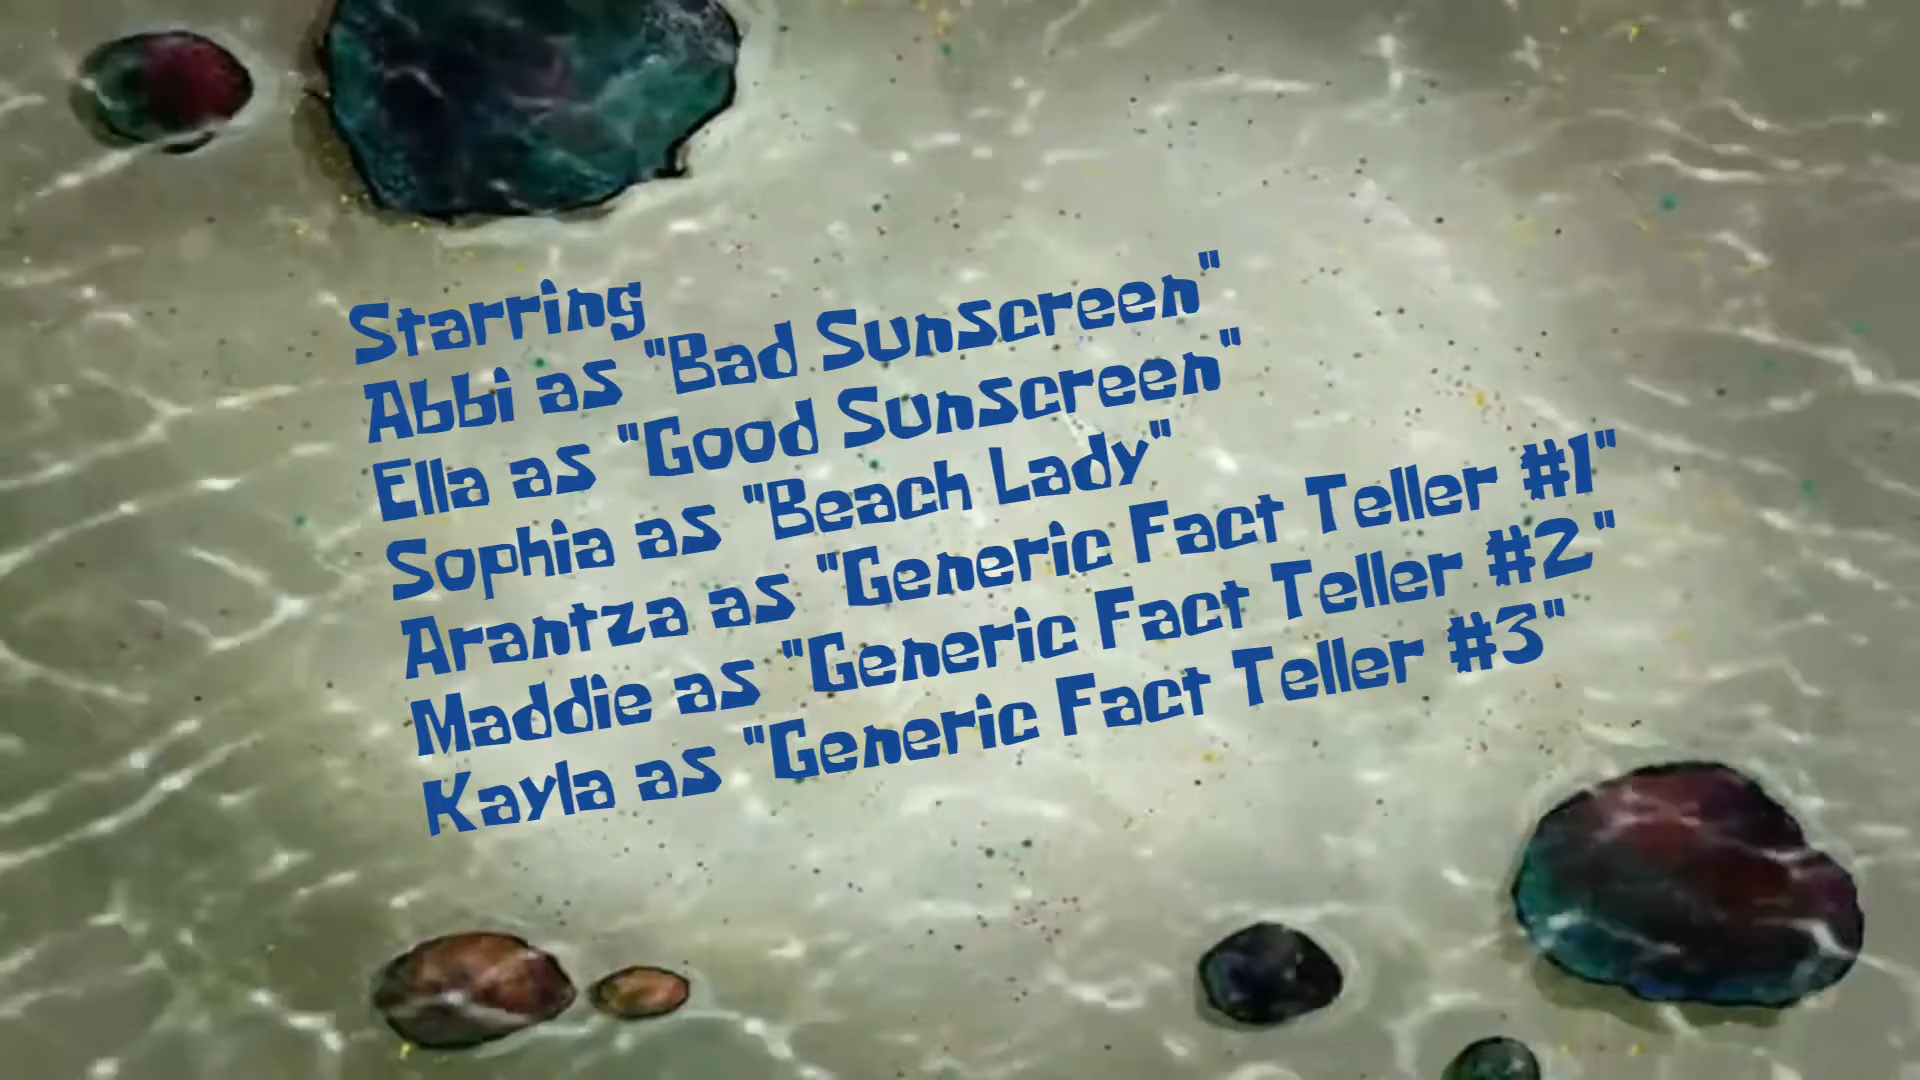 Starring
Abbi as "Bad Sunscreen"
Ella as "Good Sunscreen"
Sophia as "Beach Lady"
Arantza as "Generic Fact Teller #1"
Maddie as "Generic Fact Teller #2"
Kayla as "Generic Fact Teller #3"